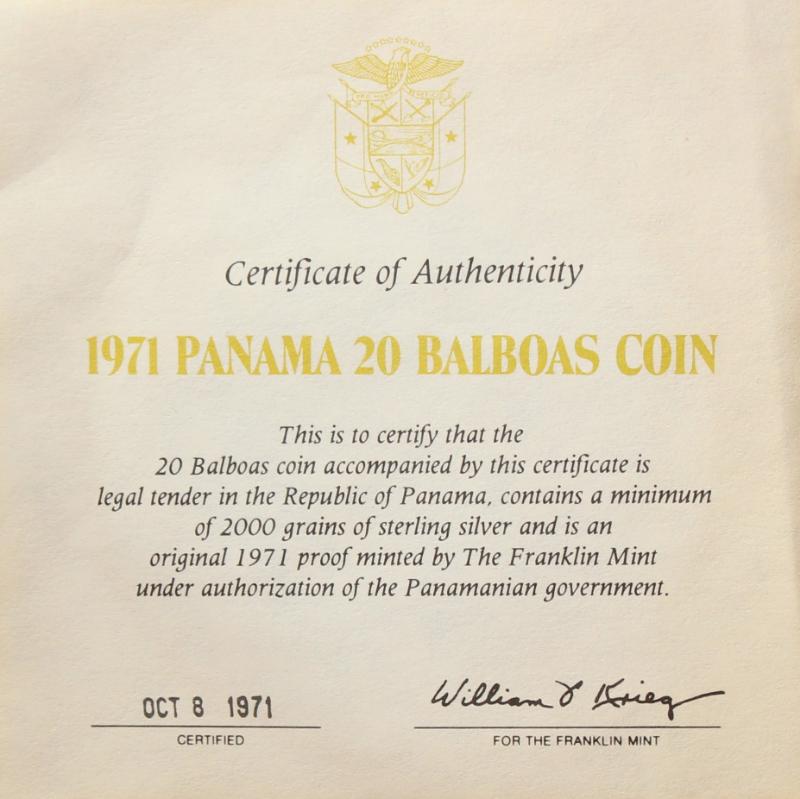 Certificate of Authenticity
1971 PANAMA 20 BALBOAS COIN
This is to certify that the
20 Balboas coin accompanied by this certificate is
legal tender in the Republic of Panama, contains a minimum
of 2000 grains of sterling silver and is an
original 1971 proof minted by The Franklin Mint
under authorization of the Panamanian government.
OCT 8 1971
William J Krieg
CERTIFIED
FOR THE FRANKLIN MINT